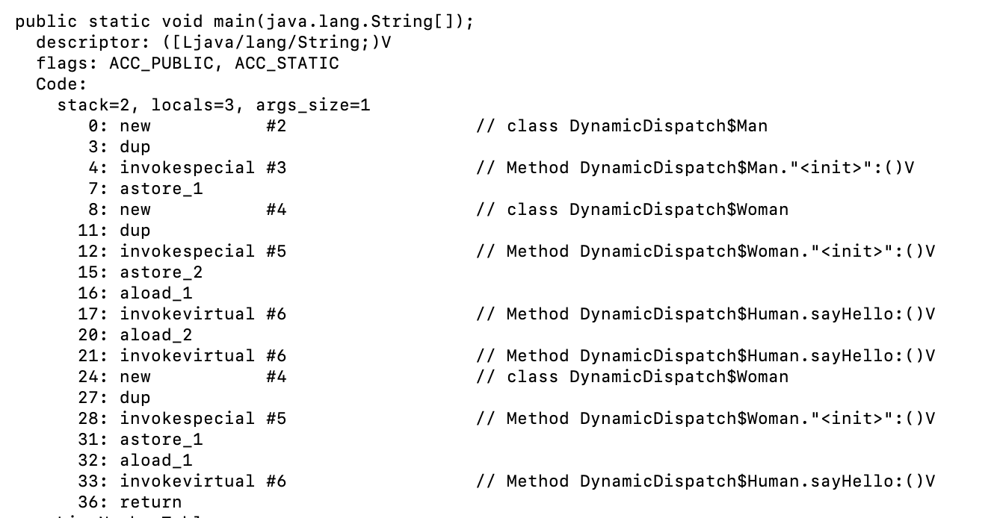 public static void main(java.lang.String[]);
  descriptor: ([Ljava/lang/String;)V
  flags: ACC_PUBLIC, ACC_STATIC
  Code:
    stack=2, locals=3, args_size=1
       0: new           #2                  // class DynamicDispatch$Man
       3: dup
       4: invokespecial #3                  // Method DynamicDispatch$Man."<init>":()V
       7: astore_1
       8: new           #4                  // class DynamicDispatch$Woman
      11: dup
      12: invokespecial #5                  // Method DynamicDispatch$Woman."<init>":()V
      15: astore_2
      16: aload_1
      17: invokevirtual #6                  // Method DynamicDispatch$Human.sayHello:()V
      20: aload_2
      21: invokevirtual #6                  // Method DynamicDispatch$Human.sayHello:()V
      24: new           #4                  // class DynamicDispatch$Woman
      27: dup
      28: invokespecial #5                  // Method DynamicDispatch$Woman."<init>":()V
      31: astore_1
      32: aload_1
      33: invokevirtual #6                  // Method DynamicDispatch$Human.sayHello:()V
      36: return